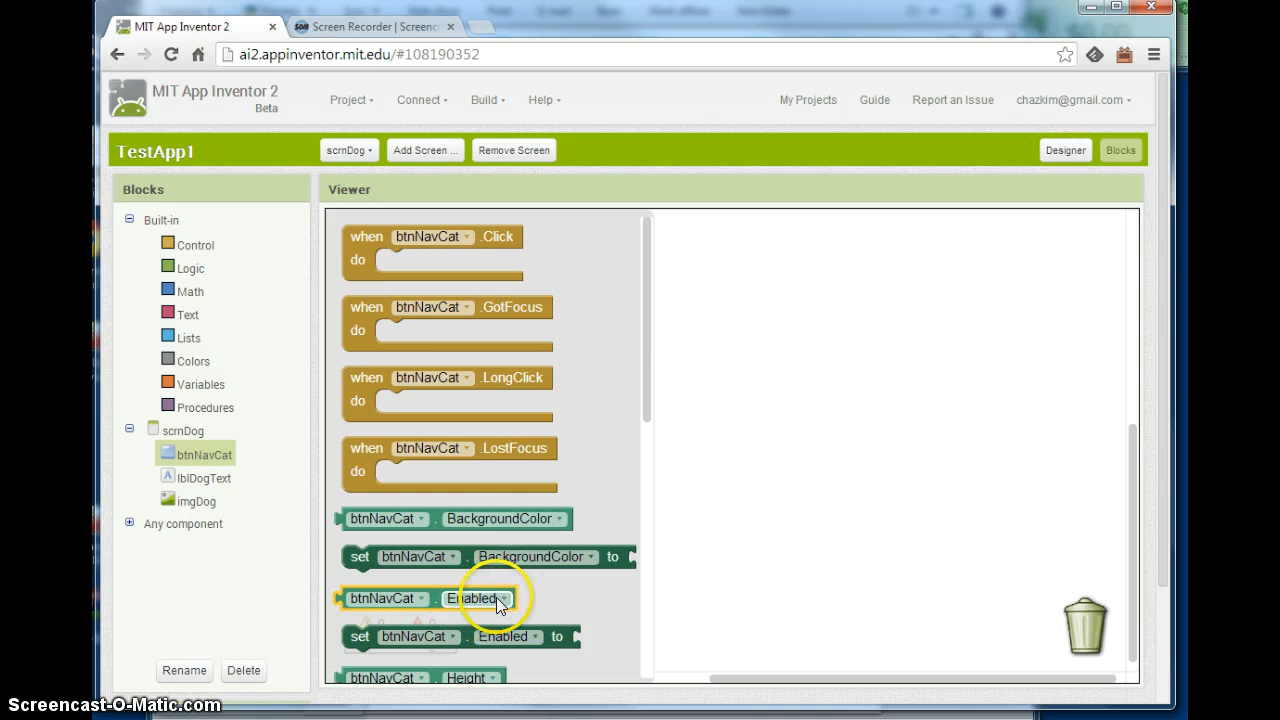 MIT App Inventor 2
Screen Recorder | Screenc
ai2.appinventor.mit.edu/#108190352
MIT App Inventor 2
Beta
Project
Connect
Build
Help
My Projects
Guide
Report an Issue
chazkim@gmail.com
TestApp1
scrnDog
Add Screen ...
Remove Screen
Designer
Blocks
Blocks
Viewer
Built-in
Control
Logic
Math
Text
Lists
Colors
Variables
Procedures
scrnDog
btnNavCat
lblDogText
imgDog
Any component
Rename
Delete
when btnNavCat .Click
do
when btnNavCat .GotFocus
do
when btnNavCat .LongClick
do
when btnNavCat .LostFocus
do
btnNavCat . BackgroundColor
set btnNavCat . BackgroundColor to
btnNavCat . Enabled
set btnNavCat . Enabled to
btnNavCat . Height
Screencast-O-Matic.com